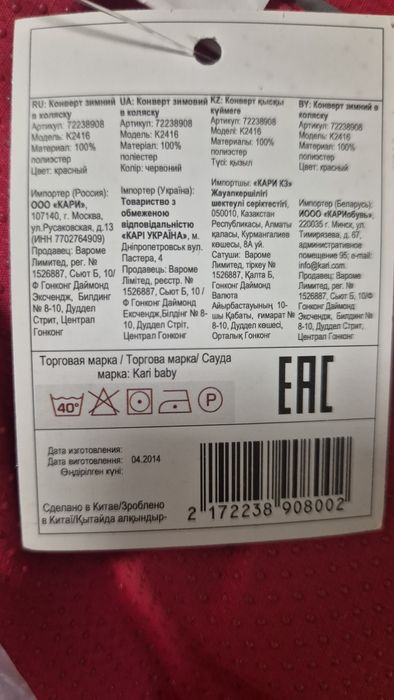 RU: Конверт зимний
в коляску
Артикул: 72238908
Модель: K2416
Материал: 100%
полиэстер
Цвет: красный
Импортер (Россия):
ООО «КАРИ»,
107140, г. Москва,
ул.Русаковская, д.13
(ИНН 7702764909)
Продавец: Вароме
Лимитед, рег. №
1526887, Сьют Б, 10/
Ф Гонконг Даймонд
Эксчендж, Билдинг
№ 8-10, Дуддел
Стрит, Центральный
Гонконг
UA: Конверт зимовий
в коляску
Артикул: 72238908
Модель: K2416
Матеріал: 100%
поліестер
Колір: червоний
Імпортер (Україна):
Товариство з
обмеженою
відповідальністю
«КАРІ УКРАЇНА», м.
Дніпропетровськ вул.
Пастера, 4
Продавець: Вароме
Лімітед, реєстр. №
1526887, Сьют Б, 10 /
Ф Гонконг Даймонд
Ексчендж,Білдінг №
8-10, Дуддел Стріт,
Централ Гонконг
KZ: Конверт қысқы
күймеге
Артикул: 72238908
Моделі: K2416
Материалы: 100%
полиэстер
Түсі: қызыл
Импортшы: «КАРИ КЗ»
Жауапкершілігі
шектеулі серіктестігі,
050010, Казақстан
Республикасы, Алматы
қаласы, Курмангалиев
көшесі, 8А үй.
Сатушы: Вароме
Лимитед, тіркеу №
1526887, Қалта Б,
10/Ф Гонконг Даймонд
Валюта
Айырбастауының 10-
шы Қабаты, ғимарат №
8-10, Дуддел көшесі,
Орталық Гонконг
BY: Конверт зимний в
коляску
Артикул: 72238908
Модель: K2416
Материал: 100%
полиэстер
Цвет: красный
Импортер (Беларусь):
ИООО «КАРИобувь»,
220035 г. Минск, ул.
Тимирязева, д. 67,
административное
помещение 95; e-mail:
info@kari.com.
Продавец: Вароме
Лимитед, рег. №
1526887, Сьют Б, 10/Ф
Гонконг Даймонд
Эксчендж, Билдинг №
8-10, Дуддел Стрит,
Централ Гонконг
Торговая марка / Торгова марка/ Сауда
марка: Kari baby
40°
P
EAC
Дата изготовления:
Дата виготовлення: 04.2014
Өндірілген күні:
Сделано в Китае/Зроблено
в Китаї/Қытайда алқындыр-
2 172238 908002